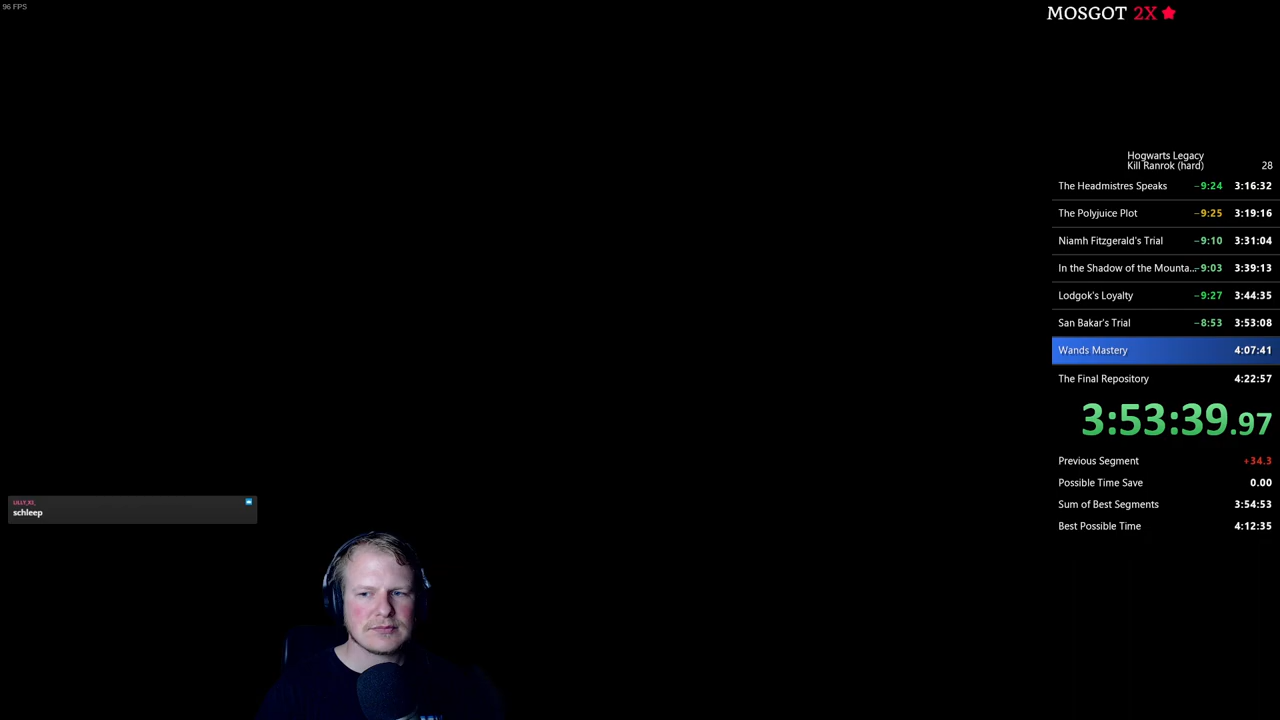 96 FPS
MOSGOT 2X
Hogwarts Legacy
Kill Ranrok (hard) 28
The Headmistres Speaks -9:24 3:16:32
The Polyjuice Plot -9:25 3:19:16
Niamh Fitzgerald's Trial -9:10 3:31:04
In the Shadow of the Mounta... -9:03 3:39:13
Lodgok's Loyalty -9:27 3:44:35
San Bakar's Trial -8:53 3:53:08
Wands Mastery 4:07:41
The Final Repository 4:22:57
3:53:39.97
Previous Segment +34.3
Possible Time Save 0.00
Sum of Best Segments 3:54:53
Best Possible Time 4:12:35
schleep